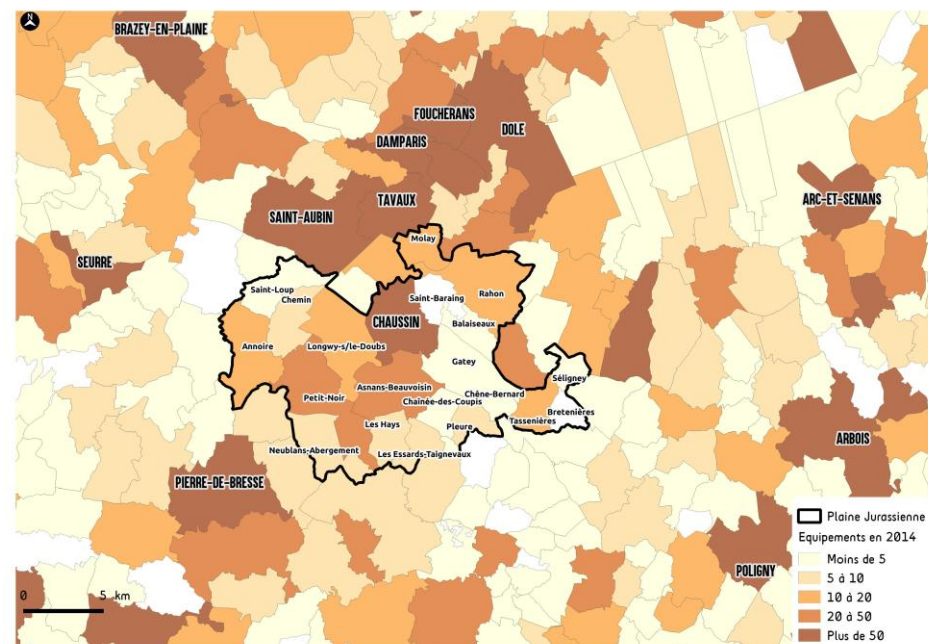 BRAZEY-EN-PLAINE
FOUCHERANS
DOLE
DAMPARIS
TAVAUX
SAINT-AUBIN
ARC-ET-SENANS
SEURRE
Molay
Saint-Loup
Chemin
Saint-Baraing
Rahon
CHAUSSIN
Balaiseaux
Annoire
Longwy-s/le-Doubs
Gatey
Séligney
Asnans-Beauvoisin
Petit-Noir
Chaînée-des-Coupis
Chêne-Bernard
Bretenières
Tassenières
Les Hays
Pleure
ARBOIS
Neublans-Abergement
Les Essards-Taignevaux
PIERRE-DE-BRESSE
POLIGNY
Plaine Jurassienne
Equipements en 2014
Moins de 5
5 à 10
10 à 20
20 à 50
Plus de 50
0 5 km